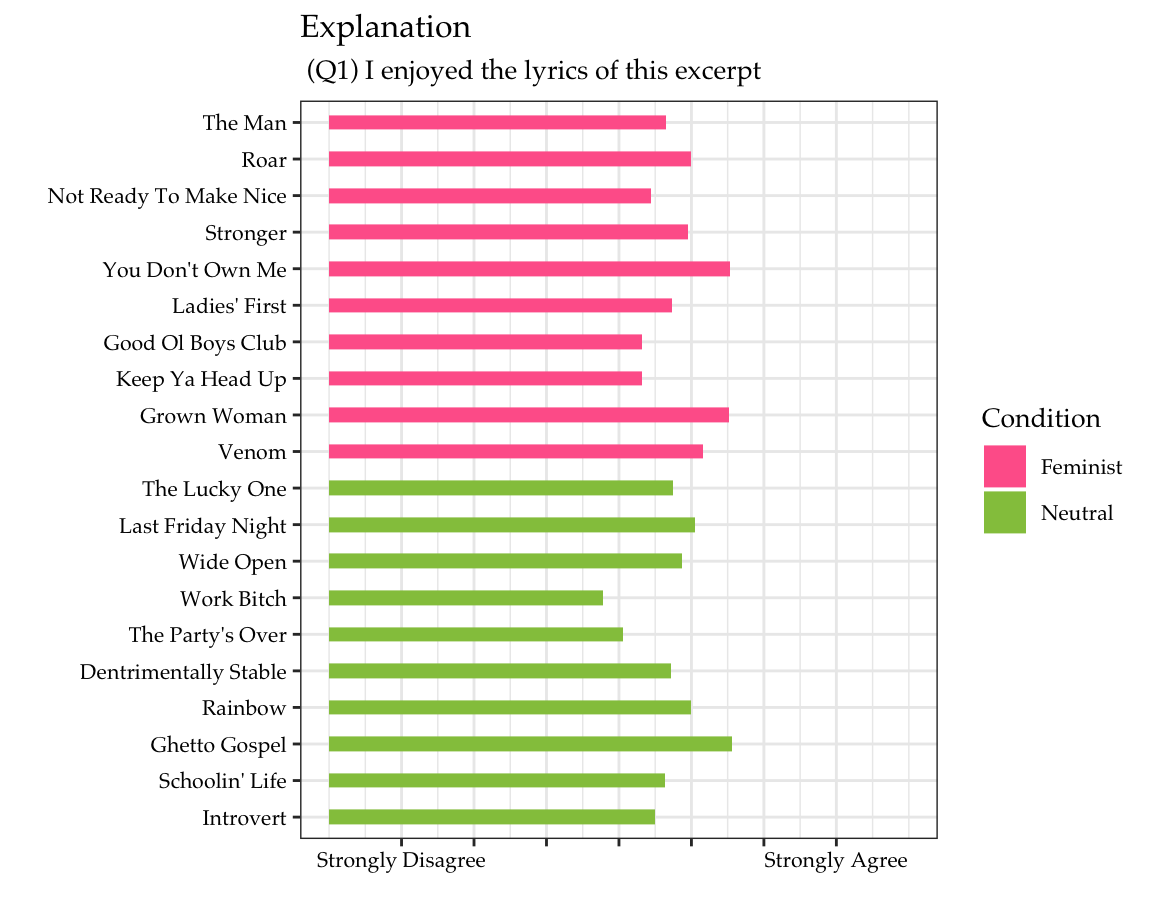 Explanation
(Q1) I enjoyed the lyrics of this excerpt
The Man
Roar
Not Ready To Make Nice
Stronger
You Don't Own Me
Ladies' First
Good Ol Boys Club
Keep Ya Head Up
Grown Woman
Venom
The Lucky One
Last Friday Night
Wide Open
Work Bitch
The Party's Over
Dentrimentally Stable
Rainbow
Ghetto Gospel
Schoolin' Life
Introvert
Strongly Disagree
Strongly Agree
Condition
Feminist
Neutral